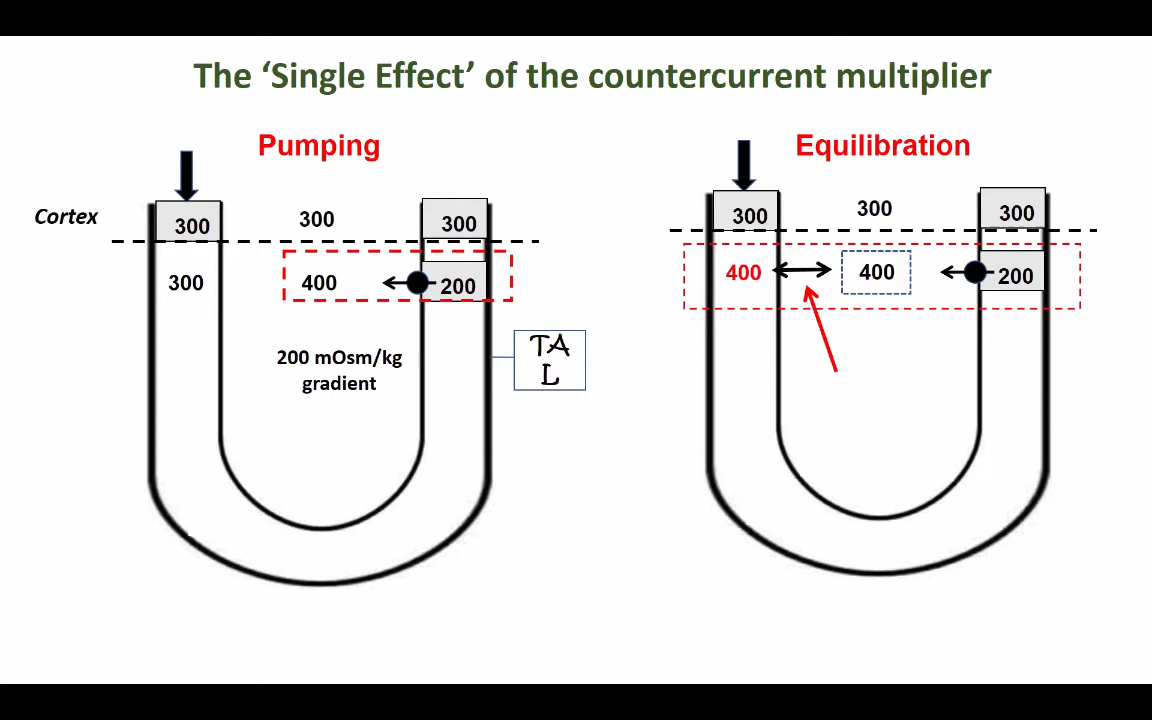 The ‘Single Effect’ of the countercurrent multiplier
Pumping
Cortex
300
300
300
300
400
200
200 mOsm/kg
gradient
TA
L
Equilibration
300
300
300
400
400
200